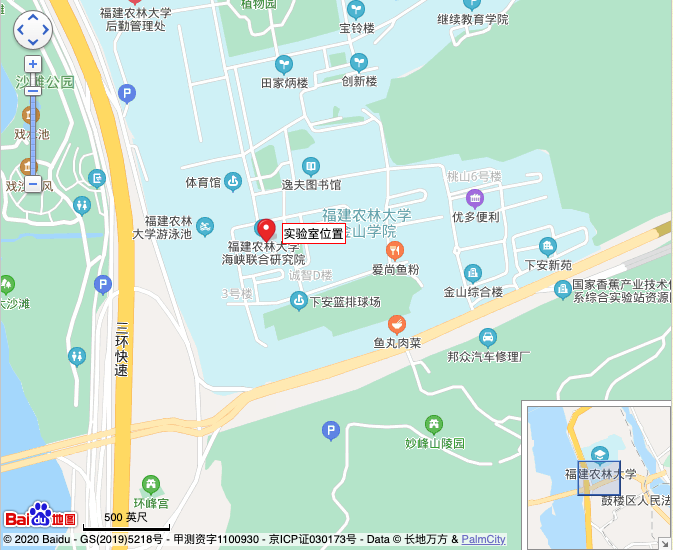 福建农林大学
后勤管理处
植物园
宝铃楼
继续教育学院
沙滩公园
田家炳楼
创新楼
P
戏水池
体育馆
逸夫图书馆
桃山6号楼
戏沙
风
优多便利
福建农林
大学游泳池
福建农林大学
金山学院
实验室位置
福建农林大学
海峡联合研究院
爱尚鱼粉
下安新苑
诚智D楼
金山综合楼
国家香蕉产业技术体
系综合实验站资源圃
大沙滩
P
3号楼
下安篮排球场
三环快速
鱼丸肉菜
邦众汽车修理厂
P
妙峰山陵园
环峰宫
福建农林大学
鼓楼区人民法
Bai du 地图
500 英尺
© 2020 Baidu - GS(2019)5218号 - 甲测资字1100930 - 京ICP证030173号 - Data © 长地万方 & PalmCity